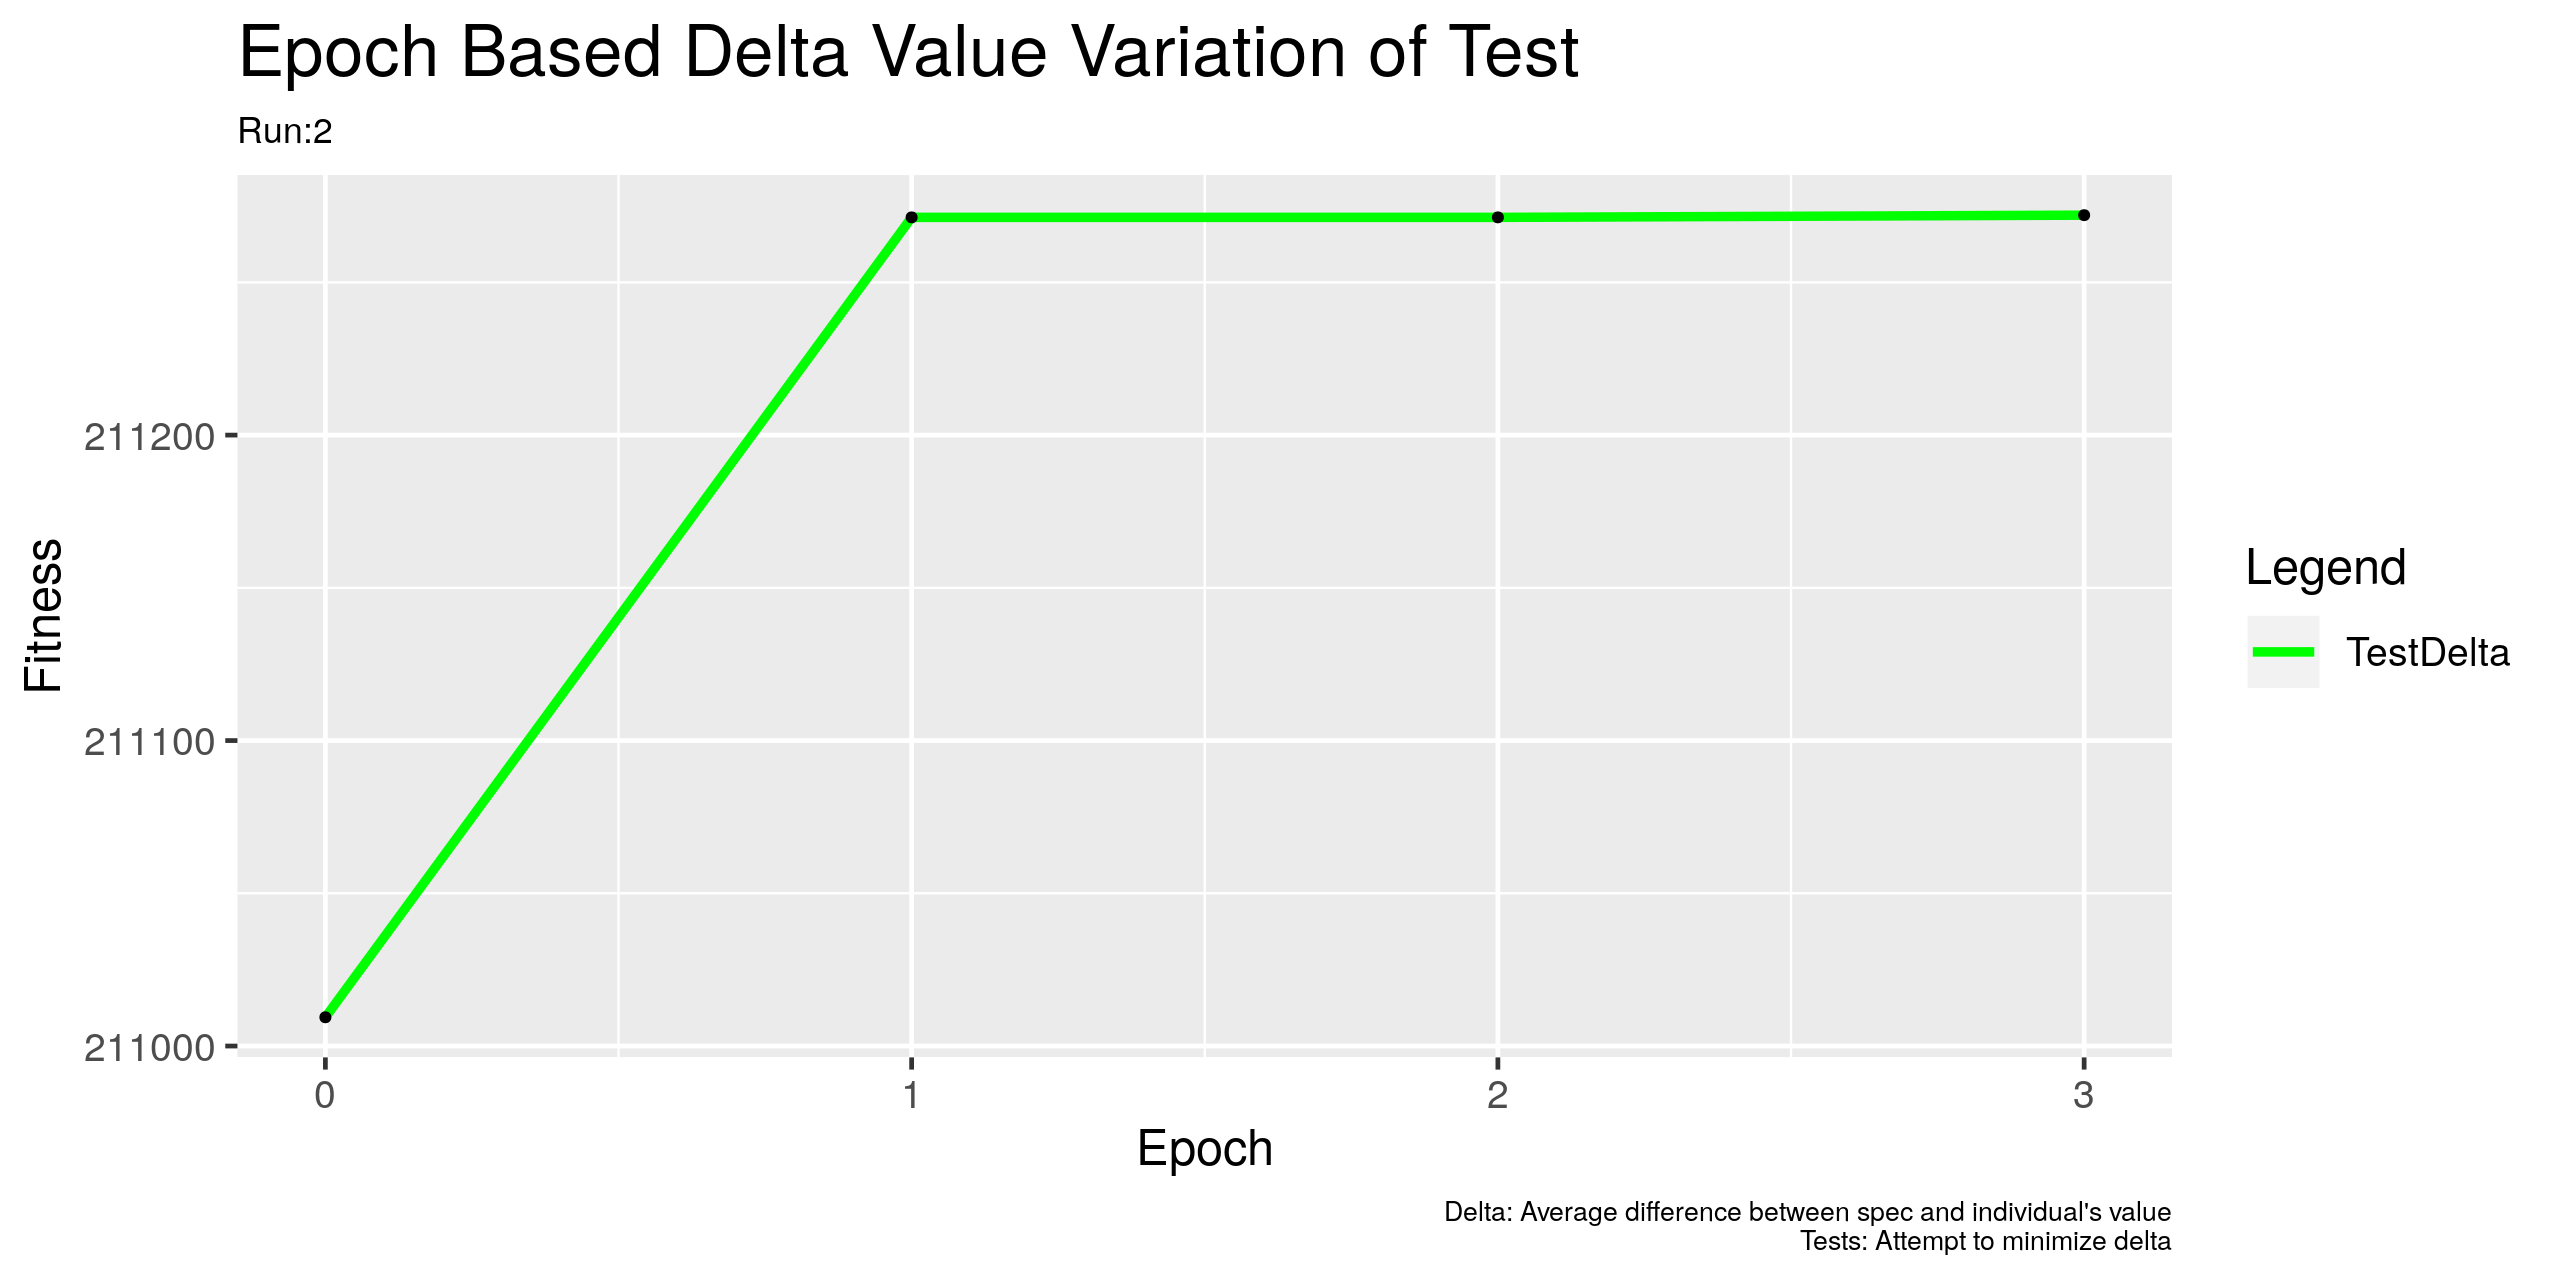 Epoch Based Delta Value Variation of Test
Run:2
Fitness
211200
211100
211000
0 1 2 3
Epoch
Legend
TestDelta
Delta: Average difference between spec and individual's value
Tests: Attempt to minimize delta